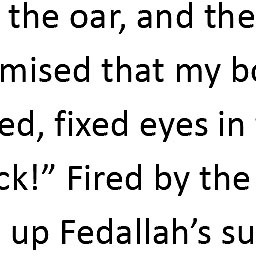 the oar, and the
mised that my bo
ed, fixed eyes in
ck!” Fired by the
up Fedallah’s su